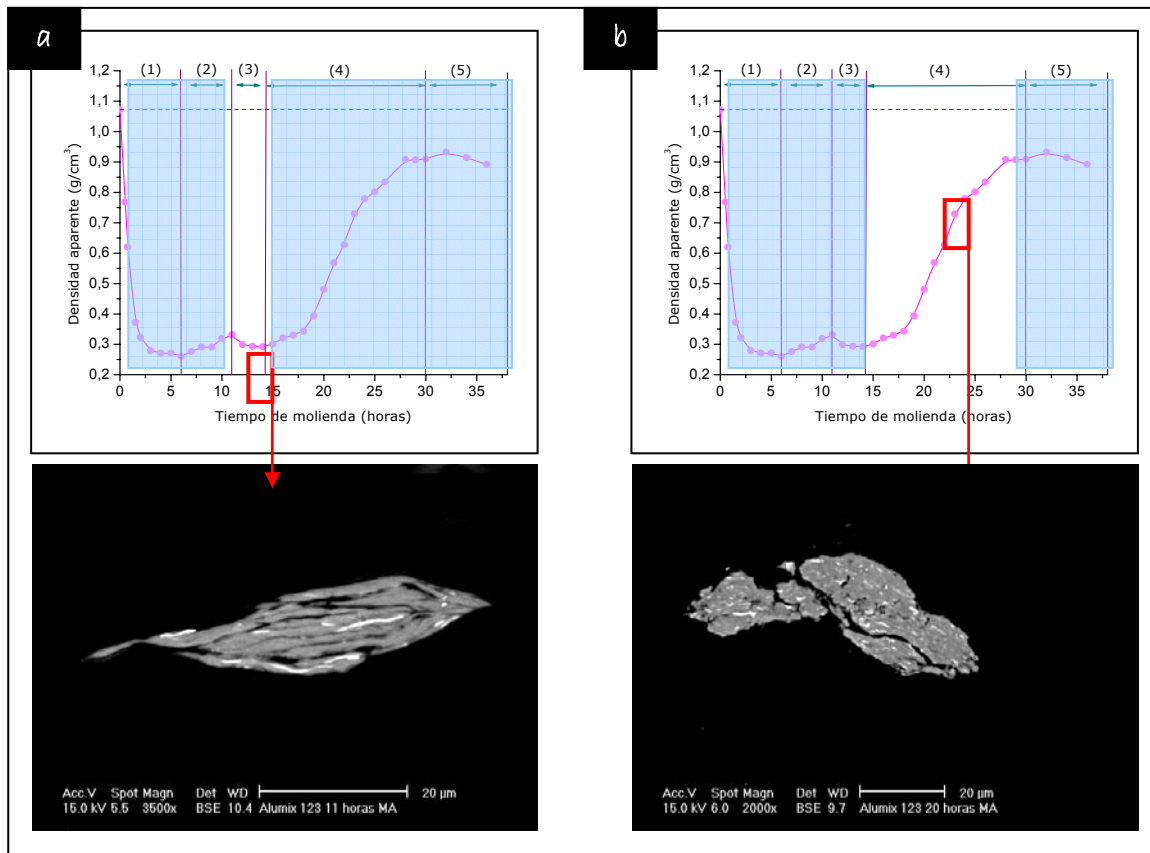 a
(1) (2) (3) (4) (5)
1,2
1,1
1,0
0,9
0,8
0,7
0,6
0,5
0,4
0,3
0,2
Densidad aparente (g/cm³)
0 5 10 15 20 25 30 35
Tiempo de molienda (horas)
Acc.V Spot Magn Det WD 20 µm
15.0 kV 5.5 3500x BSE 10.4 Alumix 123 11 horas MA
b
(1) (2) (3) (4) (5)
1,2
1,1
1,0
0,9
0,8
0,7
0,6
0,5
0,4
0,3
0,2
Densidad aparente (g/cm³)
0 5 10 15 20 25 30 35
Tiempo de molienda (horas)
Acc.V Spot Magn Det WD 20 µm
15.0 kV 6.0 2000x BSE 9.7 Alumix 123 20 horas MA